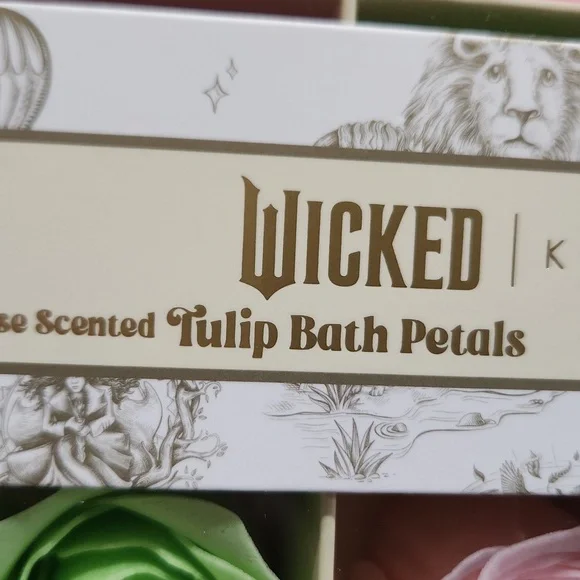 WICKED | K
Scented Tulip Bath Petals